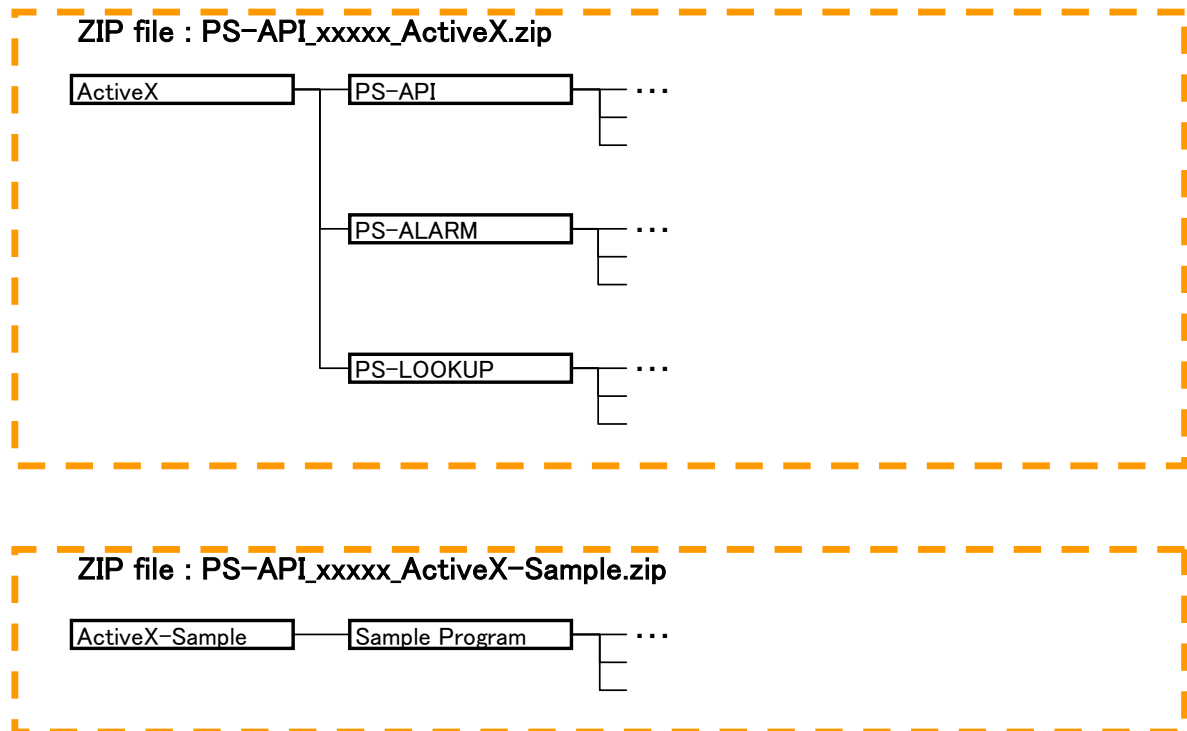 ZIP file : PS-API_xxxxx_ActiveX.zip
ActiveX
PS-API
...
PS-ALARM
...
PS-LOOKUP
...
ZIP file : PS-API_xxxxx_ActiveX-Sample.zip
ActiveX-Sample
Sample Program
...